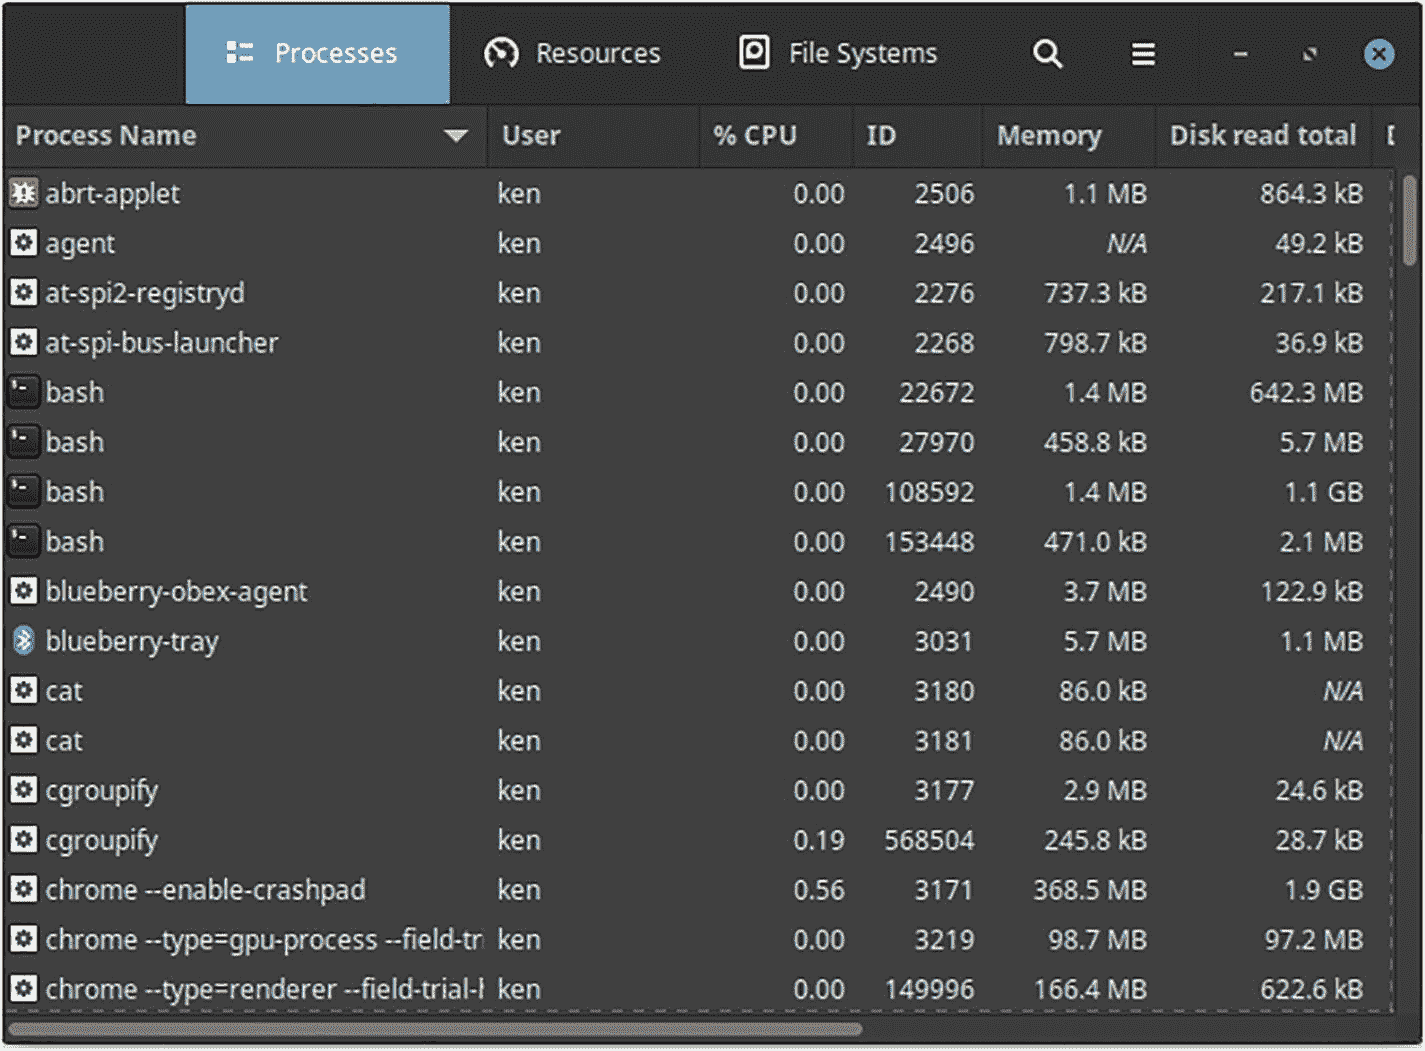 Processes Resources File Systems
Process Name User % CPU ID Memory Disk read total
abrt-applet ken 0.00 2506 1.1 MB 864.3 kB
agent ken 0.00 2496 N/A 49.2 kB
at-spi2-registryd ken 0.00 2276 737.3 kB 217.1 kB
at-spi-bus-launcher ken 0.00 2268 798.7 kB 36.9 kB
bash ken 0.00 22672 1.4 MB 642.3 MB
bash ken 0.00 27970 458.8 kB 5.7 MB
bash ken 0.00 108592 1.4 MB 1.1 GB
bash ken 0.00 153448 471.0 kB 2.1 MB
blueberry-obex-agent ken 0.00 2490 3.7 MB 122.9 kB
blueberry-tray ken 0.00 3031 5.7 MB 1.1 MB
cat ken 0.00 3180 86.0 kB N/A
cat ken 0.00 3181 86.0 kB N/A
cgroupify ken 0.00 3177 2.9 MB 24.6 kB
cgroupify ken 0.19 568504 245.8 kB 28.7 kB
chrome --enable-crashpad ken 0.56 3171 368.5 MB 1.9 GB
chrome --type=gpu-process --field-tr ken 0.00 3219 98.7 MB 97.2 MB
chrome --type=renderer --field-trial- ken 0.00 149996 166.4 MB 622.6 kB